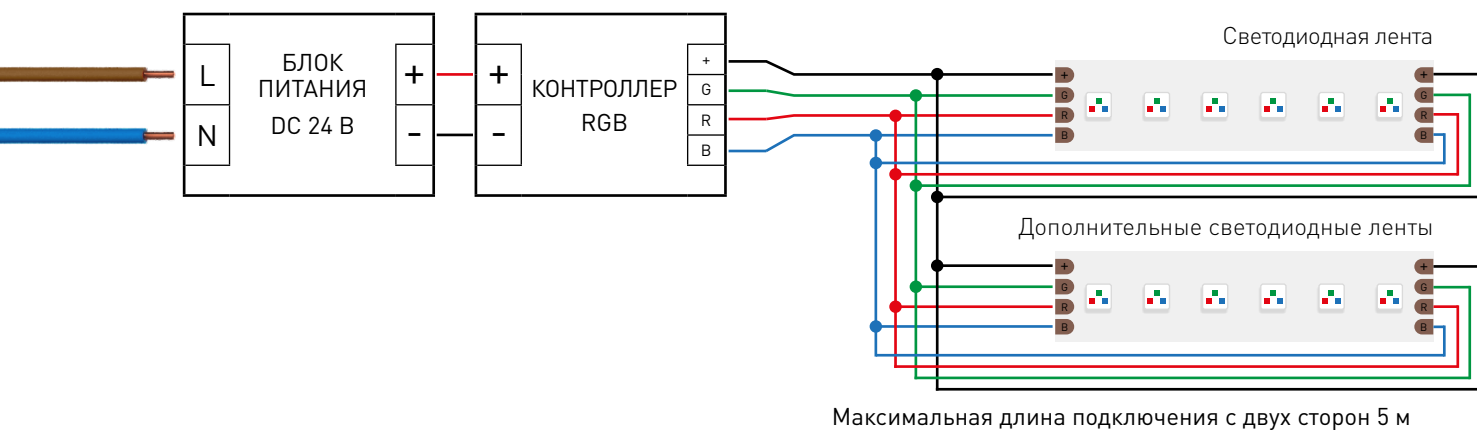 Светодиодная лента
L
N
БЛОК
ПИТАНИЯ
DC 24 В
+
-
+
-
КОНТРОЛЛЕР
RGB
+
G
R
B
+
G
R
B
+
G
R
B
Дополнительные светодиодные ленты
+
G
R
B
+
G
R
B
Максимальная длина подключения с двух сторон 5 м